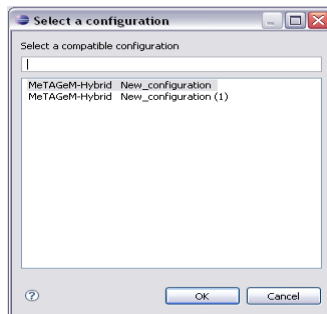 Select a configuration
Select a compatible configuration
MeTAGeM-Hybrid New_configuration
MeTAGeM-Hybrid New_configuration (1)
?
OK Cancel